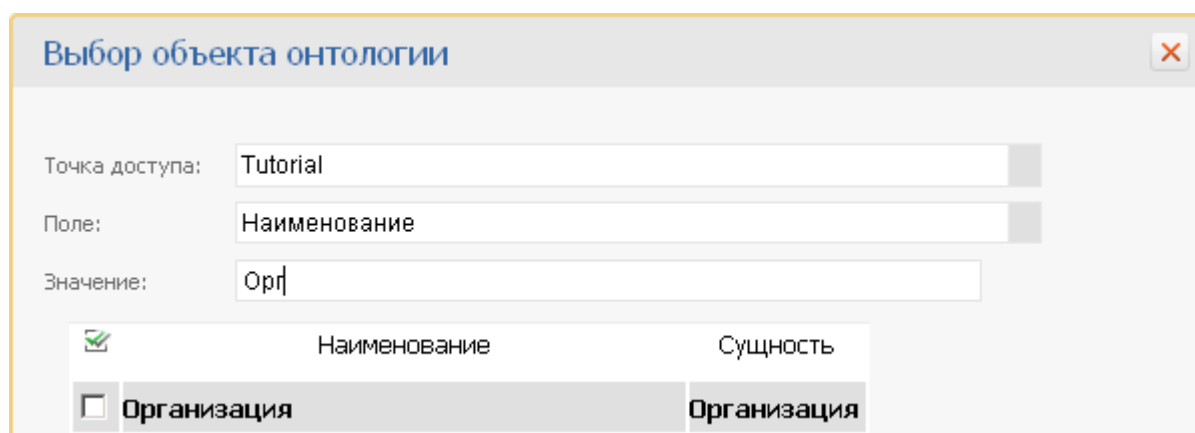 Выбор объекта онтологии
Точка доступа: Tutorial
Поле: Наименование
Значение: Орг
Наименование Сущность
Организация Организация